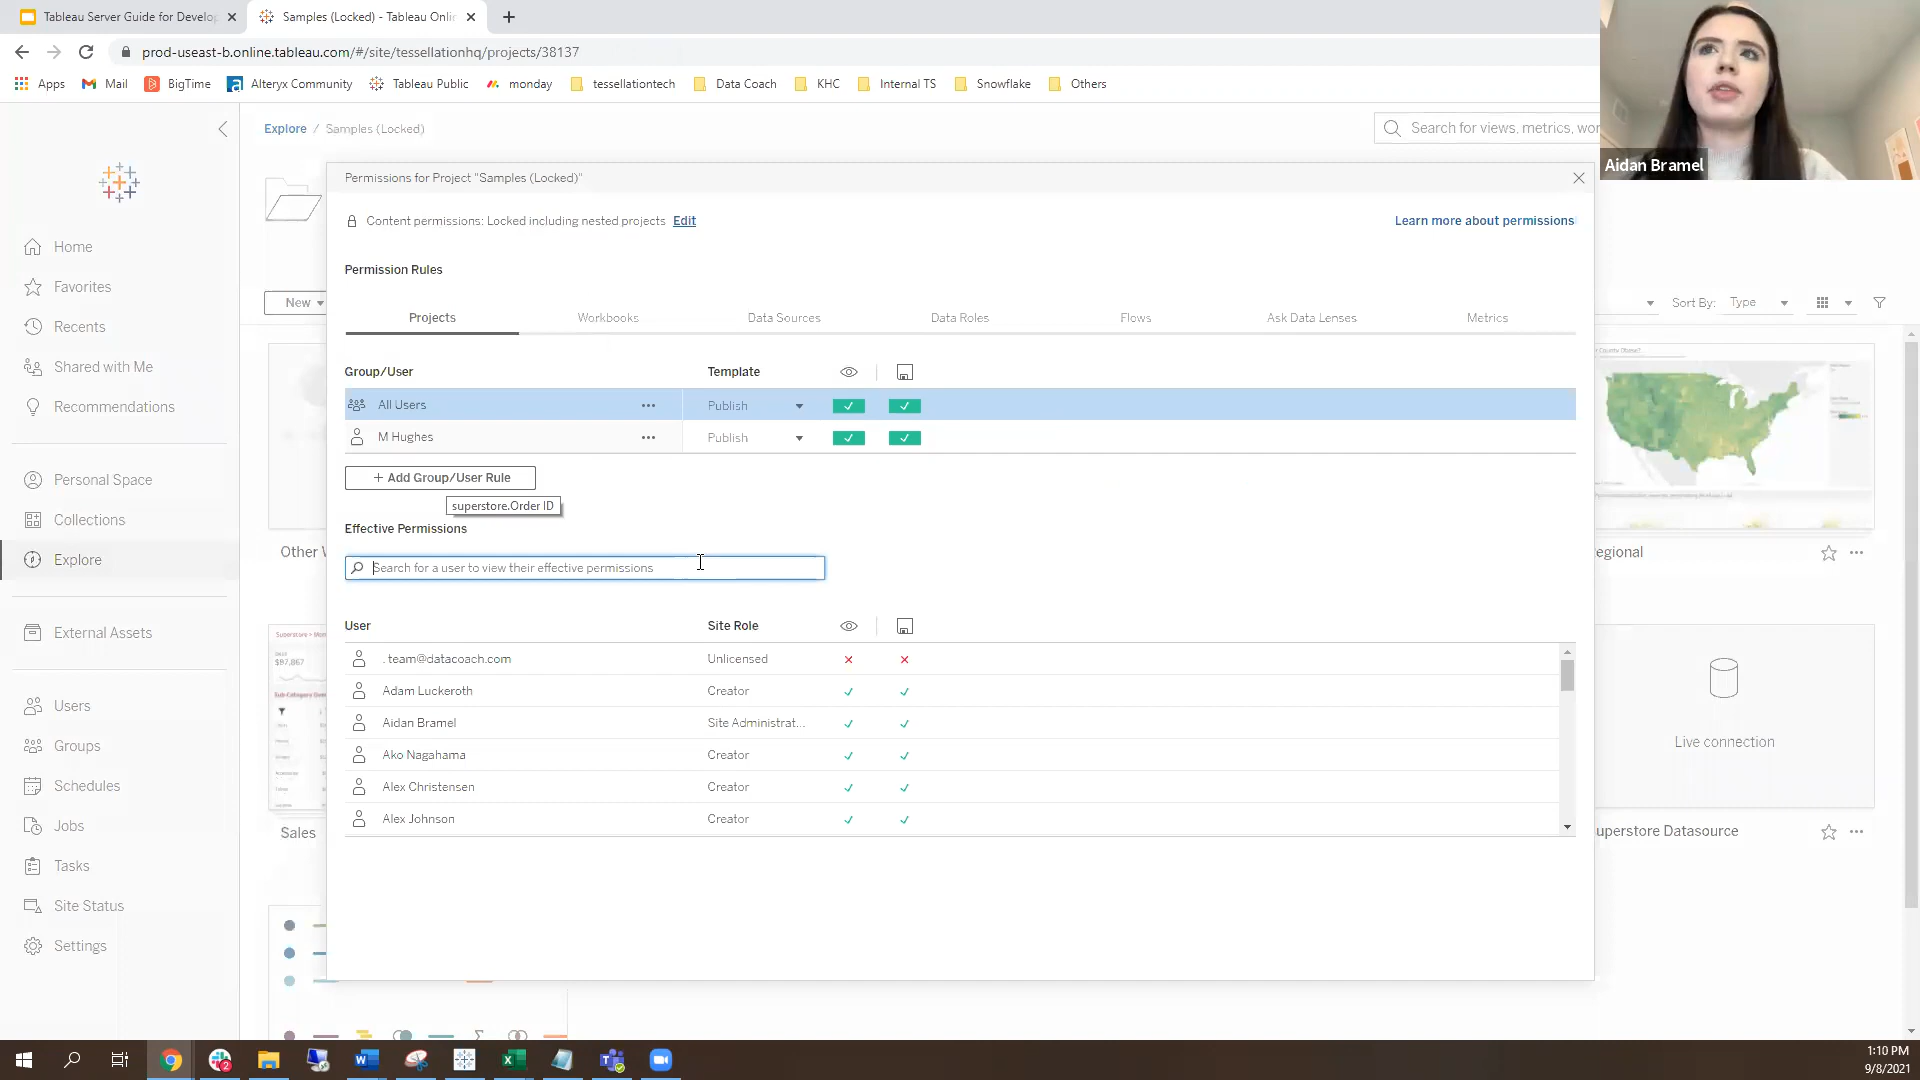 Tableau Server Guide for Develo
Samples (Locked) - Tableau Onlin
prod-useast-b.online.tableau.com/#/site/tessellationhq/projects/38137
Apps
Mail
BigTime
Alteryx Community
Tableau Public
monday
tessellationtech
Data Coach
KHC
Internal TS
Snowflake
Others
Aidan Bramel
Explore / Samples (Locked)
Search for views, metrics, wor
Home
Favorites
Recents
Shared with Me
Recommendations
Personal Space
Collections
Explore
External Assets
Users
Groups
Schedules
Jobs
Tasks
Site Status
Settings
New
Sort By: Type
Permissions for Project "Samples (Locked)"
Content permissions: Locked including nested projects Edit
Learn more about permissions
Permission Rules
Projects
Workbooks
Data Sources
Data Roles
Flows
Ask Data Lenses
Metrics
Group/User
Template
All Users
Publish
M Hughes
Publish
+ Add Group/User Rule
superstore.Order ID
Effective Permissions
Search for a user to view their effective permissions
User
Site Role
. team@datacoach.com
Unlicensed
Adam Luckeroth
Creator
Aidan Bramel
Site Administrat...
Ako Nagahama
Creator
Alex Christensen
Creator
Alex Johnson
Creator
Other W
egional
Sales
Live connection
uperstore Datasource
$97,867
1:10 PM
9/8/2021